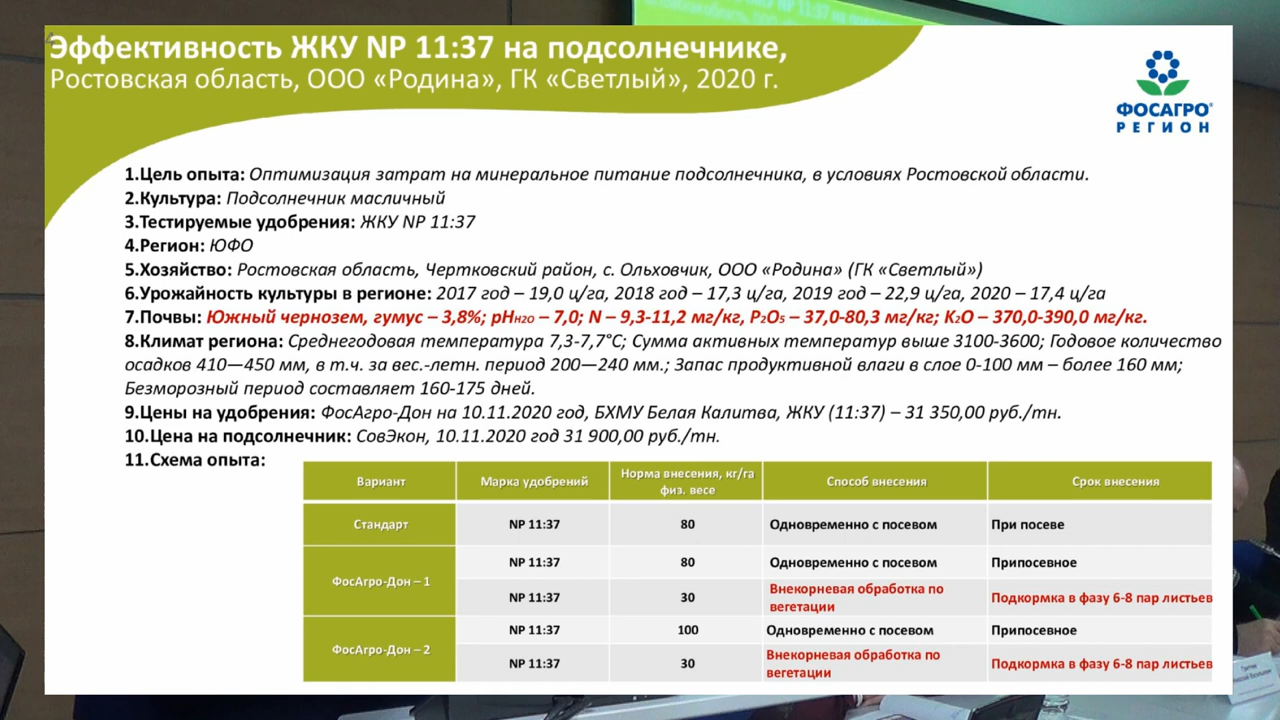 Эффективность ЖКУ NP 11:37 на подсолнечнике,
Ростовская область, ООО «Родина», ГК «Светлый», 2020 г.
ФОСАГРО®
РЕГИОН
1.Цель опыта: Оптимизация затрат на минеральное питание подсолнечника, в условиях Ростовской области.
2.Культура: Подсолнечник масличный
3.Тестируемые удобрения: ЖКУ NP 11:37
4.Регион: ЮФО
5.Хозяйство: Ростовская область, Чертковский район, с. Ольховчик, ООО «Родина» (ГК «Светлый»)
6.Урожайность культуры в регионе: 2017 год – 19,0 ц/га, 2018 год – 17,3 ц/га, 2019 год – 22,9 ц/га, 2020 – 17,4 ц/га
7.Почвы: Южный чернозем, гумус – 3,8%; pHH2O – 7,0; N – 9,3-11,2 мг/кг, P2O5 – 37,0-80,3 мг/кг; K2O – 370,0-390,0 мг/кг.
8.Климат региона: Среднегодовая температура 7,3-7,7°С; Сумма активных температур выше 3100-3600; Годовое количество
осадков 410—450 мм, в т.ч. за вес.-летн. период 200—240 мм.; Запас продуктивной влаги в слое 0-100 мм – более 160 мм;
Безморозный период составляет 160-175 дней.
9.Цены на удобрения: ФосАгро-Дон на 10.11.2020 год, БХМУ Белая Калитва, ЖКУ (11:37) – 31 350,00 руб./тн.
10.Цена на подсолнечник: СовЭкон, 10.11.2020 год 31 900,00 руб./тн.
11.Схема опыта:
Вариант Марка удобрений Норма внесения, кг/га физ. весе Способ внесения Срок внесения
Стандарт NP 11:37 80 Одновременно с посевом При посеве
ФосАгро-Дон – 1 NP 11:37 80 Одновременно с посевом Припосевное
NP 11:37 30 Внекорневая обработка по вегетации Подкормка в фазу 6-8 пар листьев
ФосАгро-Дон – 2 NP 11:37 100 Одновременно с посевом Припосевное
NP 11:37 30 Внекорневая обработка по вегетации Подкормка в фазу 6-8 пар листьев